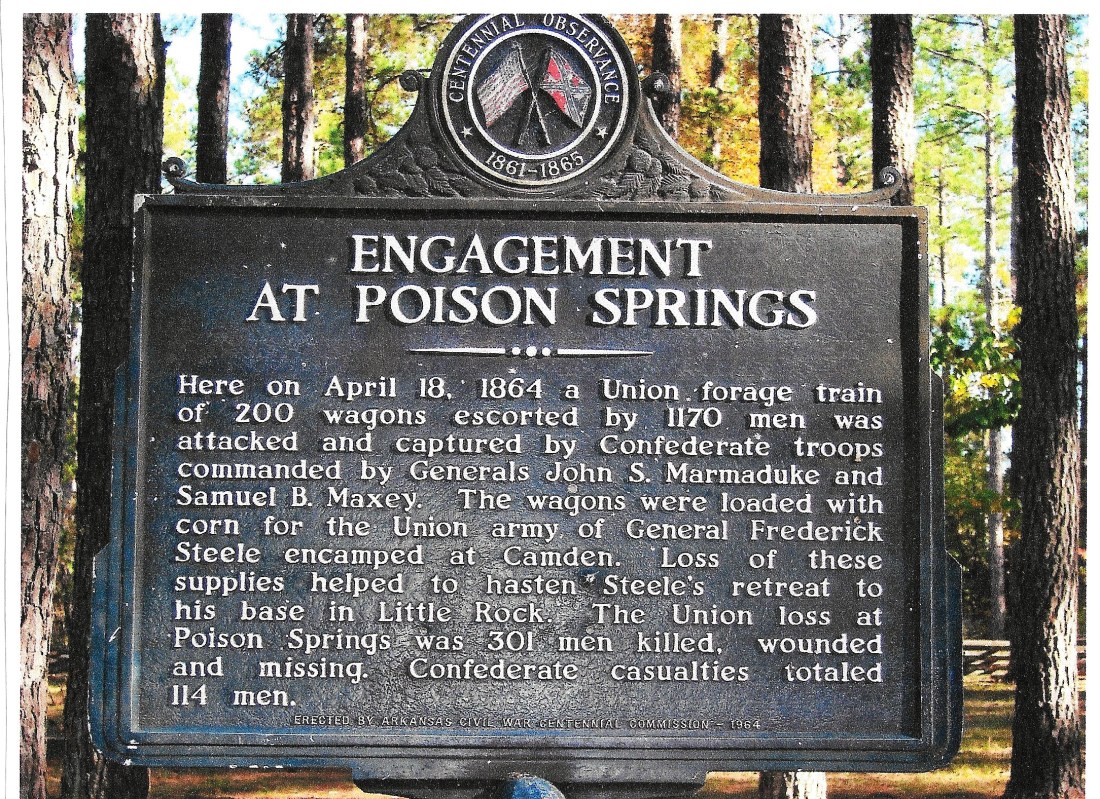 CENTENNIAL OBSERVANCE
1861-1865
ENGAGEMENT
AT POISON SPRINGS
Here on April 18, 1864 a Union forage train
of 200 wagons escorted by 1170 men was
attacked and captured by Confederate troops
commanded by Generals John S. Marmaduke and
Samuel B. Maxey. The wagons were loaded with
corn for the Union army of General Frederick
Steele encamped at Camden. Loss of these
supplies helped to hasten Steele's retreat to
his base in Little Rock. The Union loss at
Poison Springs was 301 men killed, wounded
and missing. Confederate casualties totaled
114 men.
ERECTED BY ARKANSAS CIVIL WAR CENTENNIAL COMMISSION - 1964